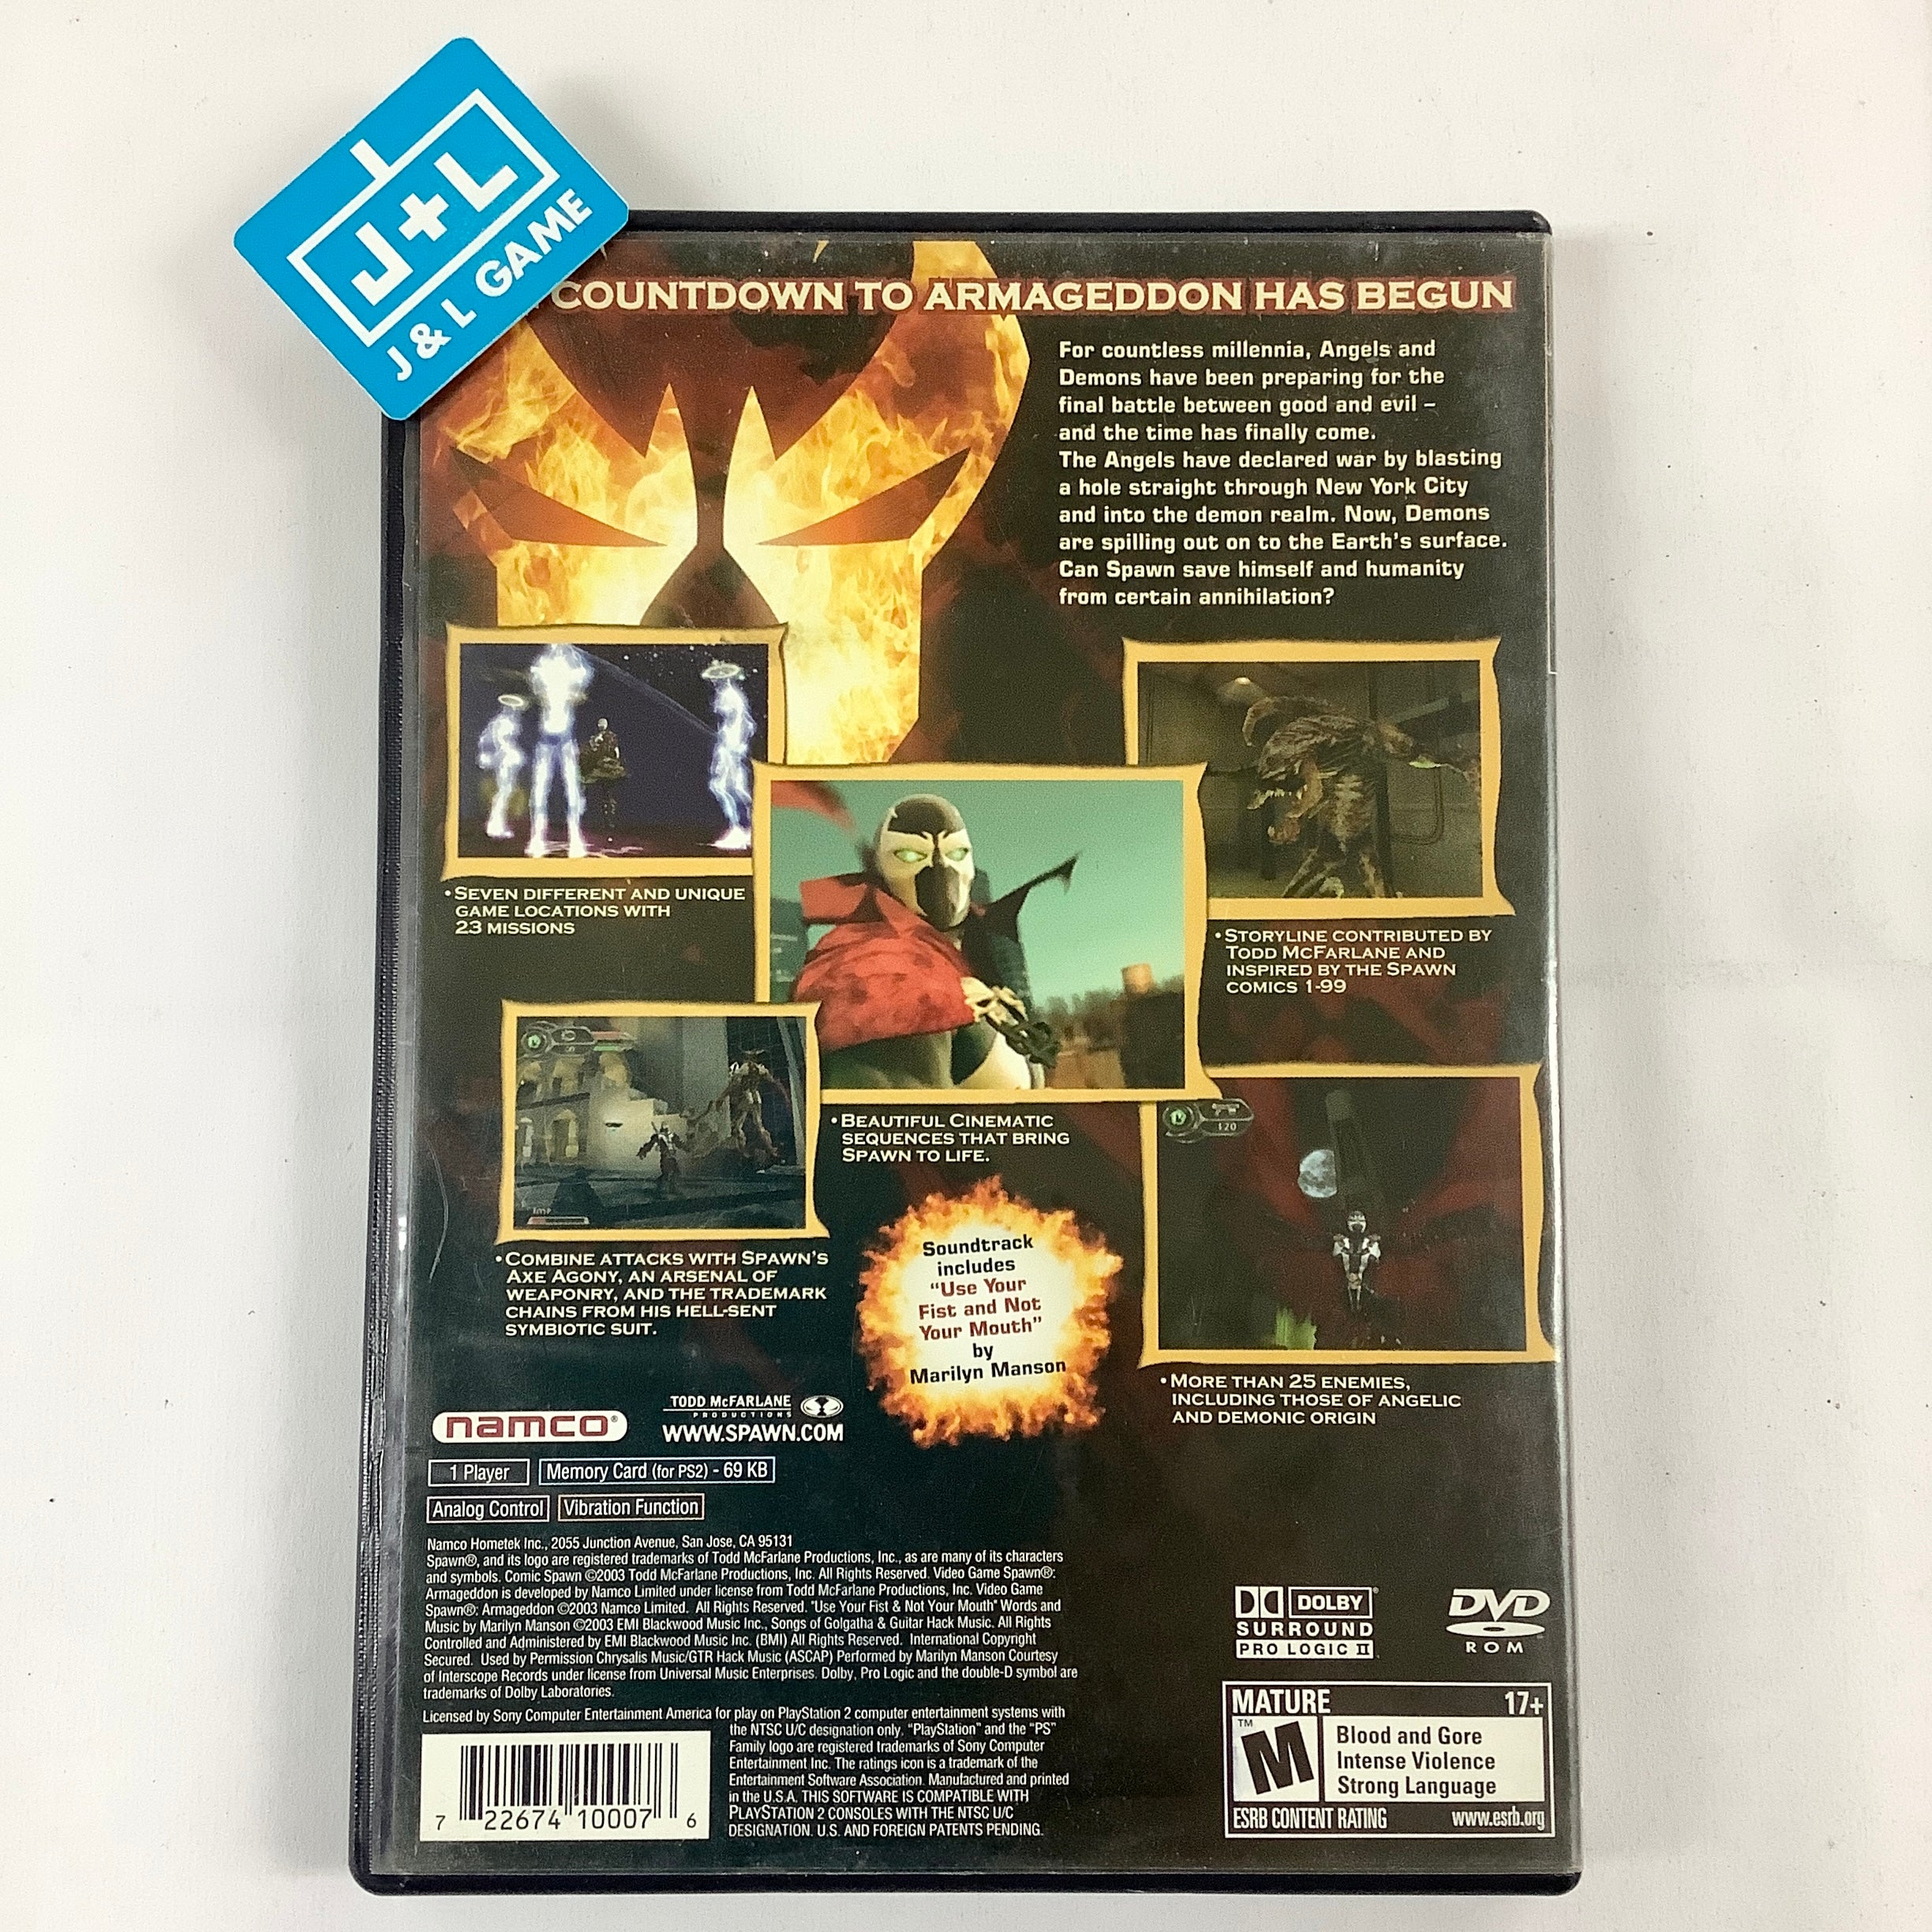 J+L
J & L GAME
COUNTDOWN TO ARMAGEDDON HAS BEGUN
For countless millennia, Angels and
Demons have been preparing for the
final battle between good and evil –
and the time has finally come.
The Angels have declared war by blasting
a hole straight through New York City
and into the demon realm. Now, Demons
are spilling out on to the Earth's surface.
Can Spawn save himself and humanity
from certain annihilation?
•SEVEN DIFFERENT AND UNIQUE
GAME LOCATIONS WITH
23 MISSIONS
•STORYLINE CONTRIBUTED BY
TODD MCFARLANE AND
INSPIRED BY THE SPAWN
COMICS 1-99
•BEAUTIFUL CINEMATIC
SEQUENCES THAT BRING
SPAWN TO LIFE.
120
•COMBINE ATTACKS WITH SPAWN'S
AXE AGONY, AN ARSENAL OF
WEAPONRY, AND THE TRADEMARK
CHAINS FROM HIS HELL-SENT
SYMBIOTIC SUIT.
Soundtrack
includes
"Use Your
Fist and Not
Your Mouth"
by
Marilyn Manson
•MORE THAN 25 ENEMIES,
INCLUDING THOSE OF ANGELIC
AND DEMONIC ORIGIN
namco®
TODD MCFARLANE
PRODUCTIONS
WWW.SPAWN.COM
1 Player
Memory Card (for PS2) - 69 KB
Analog Control
Vibration Function
Namco Hometek Inc., 2055 Junction Avenue, San Jose, CA 95131
Spawn®, and its logo are registered trademarks of Todd McFarlane Productions, Inc., as are many of its characters
and symbols. Comic Spawn ©2003 Todd McFarlane Productions, Inc. All Rights Reserved. Video Game Spawn®:
Armageddon is developed by Namco Limited under license from Todd McFarlane Productions, Inc. Video Game
Spawn®: Armageddon ©2003 Namco Limited. All Rights Reserved. "Use Your Fist & Not Your Mouth" Words and
Music by Marilyn Manson ©2003 EMI Blackwood Music Inc., Songs of Golgatha & Guitar Hack Music. All Rights
Controlled and Administered by EMI Blackwood Music Inc. (BMI) All Rights Reserved. International Copyright
Secured. Used by Permission Chrysalis Music/GTR Hack Music (ASCAP) Performed by Marilyn Manson Courtesy
of Interscope Records under license from Universal Music Enterprises. Dolby, Pro Logic and the double-D symbol are
trademarks of Dolby Laboratories.
Licensed by Sony Computer Entertainment America for play on PlayStation 2 computer entertainment systems with
the NTSC U/C designation only. "PlayStation" and the "PS"
Family logo are registered trademarks of Sony Computer
Entertainment Inc. The ratings icon is a trademark of the
Entertainment Software Association. Manufactured and printed
in the U.S.A. THIS SOFTWARE IS COMPATIBLE WITH
PLAYSTATION 2 CONSOLES WITH THE NTSC U/C
DESIGNATION. U.S. AND FOREIGN PATENTS PENDING.
7 22674 10007 6
DOLBY®
SURROUND
PRO LOGIC II
DVD
ROM
MATURE 17+
M™
Blood and Gore
Intense Violence
Strong Language
ESRB CONTENT RATING www.esrb.org